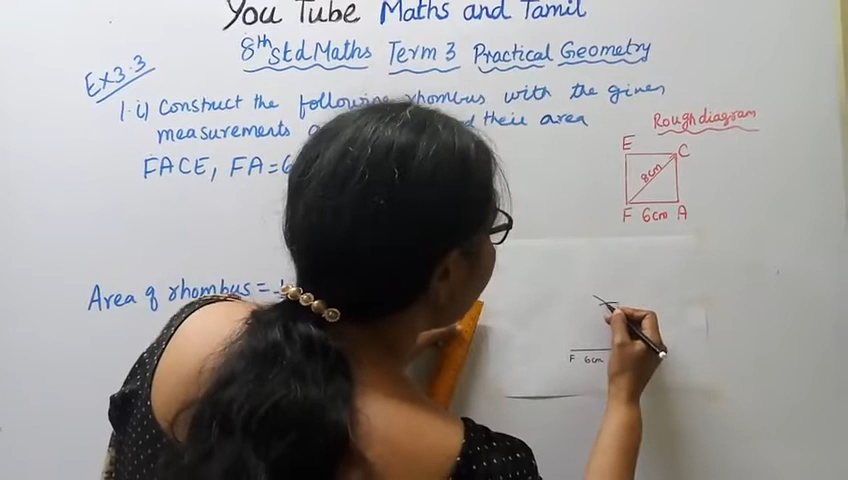 You Tube Maths and Tamil
8th Std Maths Term 3 Practical Geometry
Ex 3.3
1. i) Construct the following rhombus with the given
measurements their area
FACE, FA=6
Area of rhombus =
Rough diagram
E C
8cm
F 6cm A
F 6cm